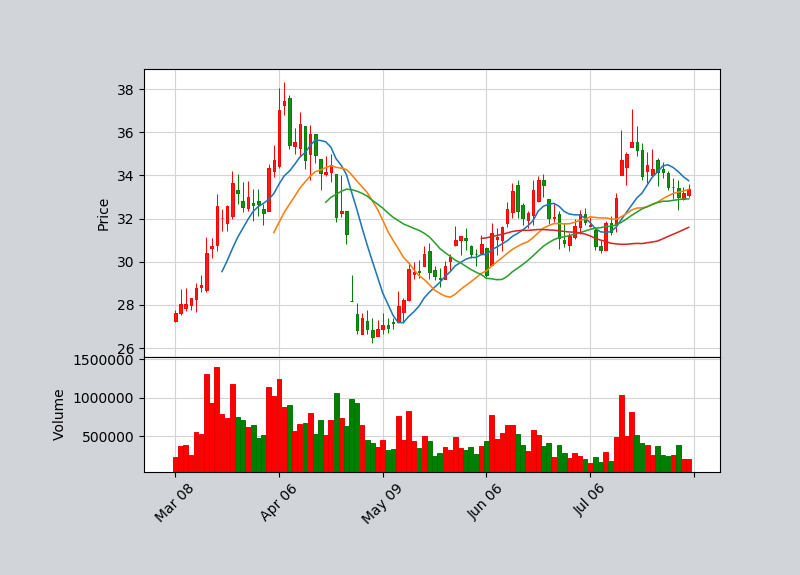 38
36
34
32
30
28
26
Price
1500000
1000000
500000
Volume
Mar 08
Apr 06
May 09
Jun 06
Jul 06